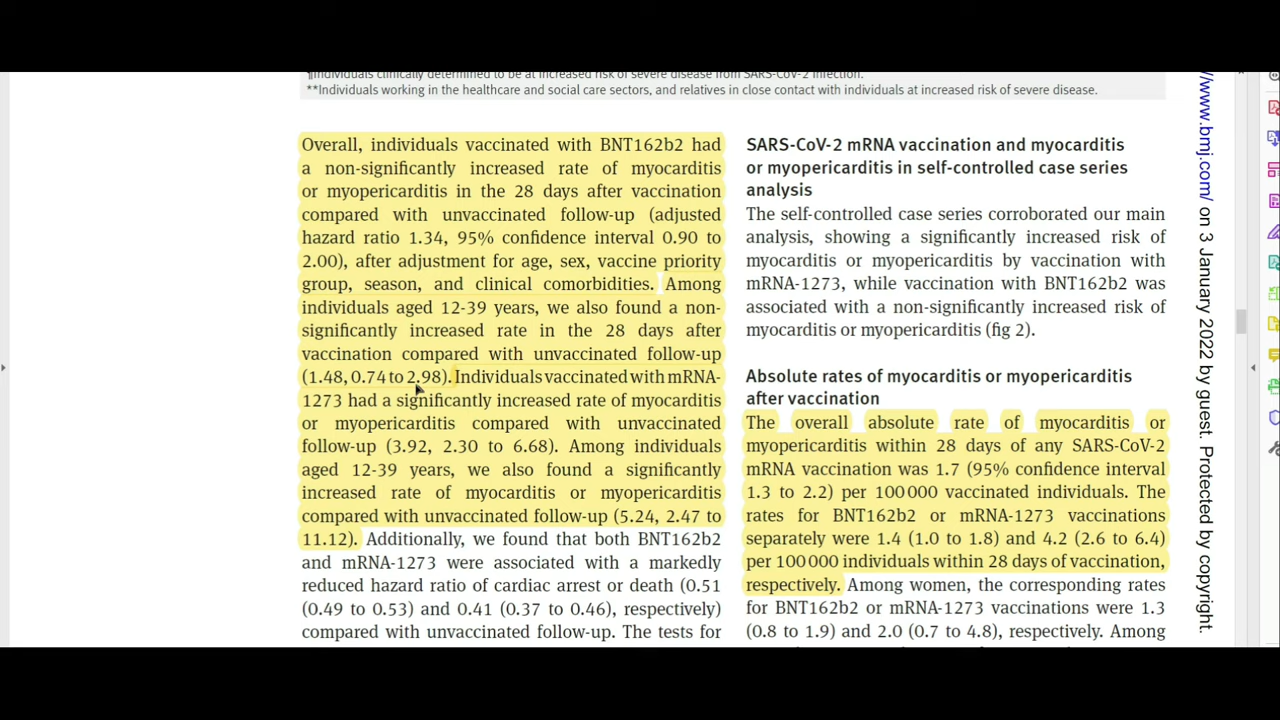 ¶Individuals clinically determined to be at increased risk of severe disease from SARS-CoV-2 infection.
**Individuals working in the healthcare and social care sectors, and relatives in close contact with individuals at increased risk of severe disease.
Overall, individuals vaccinated with BNT162b2 had
a non-significantly increased rate of myocarditis
or myopericarditis in the 28 days after vaccination
compared with unvaccinated follow-up (adjusted
hazard ratio 1.34, 95% confidence interval 0.90 to
2.00), after adjustment for age, sex, vaccine priority
group, season, and clinical comorbidities. Among
individuals aged 12-39 years, we also found a non-
significantly increased rate in the 28 days after
vaccination compared with unvaccinated follow-up
(1.48, 0.74 to 2.98). Individuals vaccinated with mRNA-
1273 had a significantly increased rate of myocarditis
or myopericarditis compared with unvaccinated
follow-up (3.92, 2.30 to 6.68). Among individuals
aged 12-39 years, we also found a significantly
increased rate of myocarditis or myopericarditis
compared with unvaccinated follow-up (5.24, 2.47 to
11.12). Additionally, we found that both BNT162b2
and mRNA-1273 were associated with a markedly
reduced hazard ratio of cardiac arrest or death (0.51
(0.49 to 0.53) and 0.41 (0.37 to 0.46), respectively)
compared with unvaccinated follow-up. The tests for
SARS-CoV-2 mRNA vaccination and myocarditis
or myopericarditis in self-controlled case series
analysis
The self-controlled case series corroborated our main
analysis, showing a significantly increased risk of
myocarditis or myopericarditis by vaccination with
mRNA-1273, while vaccination with BNT162b2 was
associated with a non-significantly increased risk of
myocarditis or myopericarditis (fig 2).
Absolute rates of myocarditis or myopericarditis
after vaccination
The overall absolute rate of myocarditis or
myopericarditis within 28 days of any SARS-CoV-2
mRNA vaccination was 1.7 (95% confidence interval
1.3 to 2.2) per 100 000 vaccinated individuals. The
rates for BNT162b2 or mRNA-1273 vaccinations
separately were 1.4 (1.0 to 1.8) and 4.2 (2.6 to 6.4)
per 100 000 individuals within 28 days of vaccination,
respectively. Among women, the corresponding rates
for BNT162b2 or mRNA-1273 vaccinations were 1.3
(0.8 to 1.9) and 2.0 (0.7 to 4.8), respectively. Among
//www.bmj.com/ on 3 January 2022 by guest. Protected by copyright.